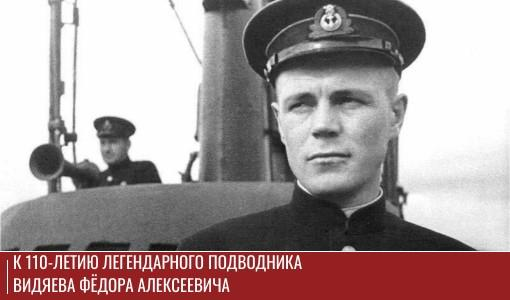 К 110-ЛЕТИЮ ЛЕГЕНДАРНОГО ПОДВОДНИКА
ВИДЯЕВА ФЁДОРА АЛЕКСЕЕВИЧА